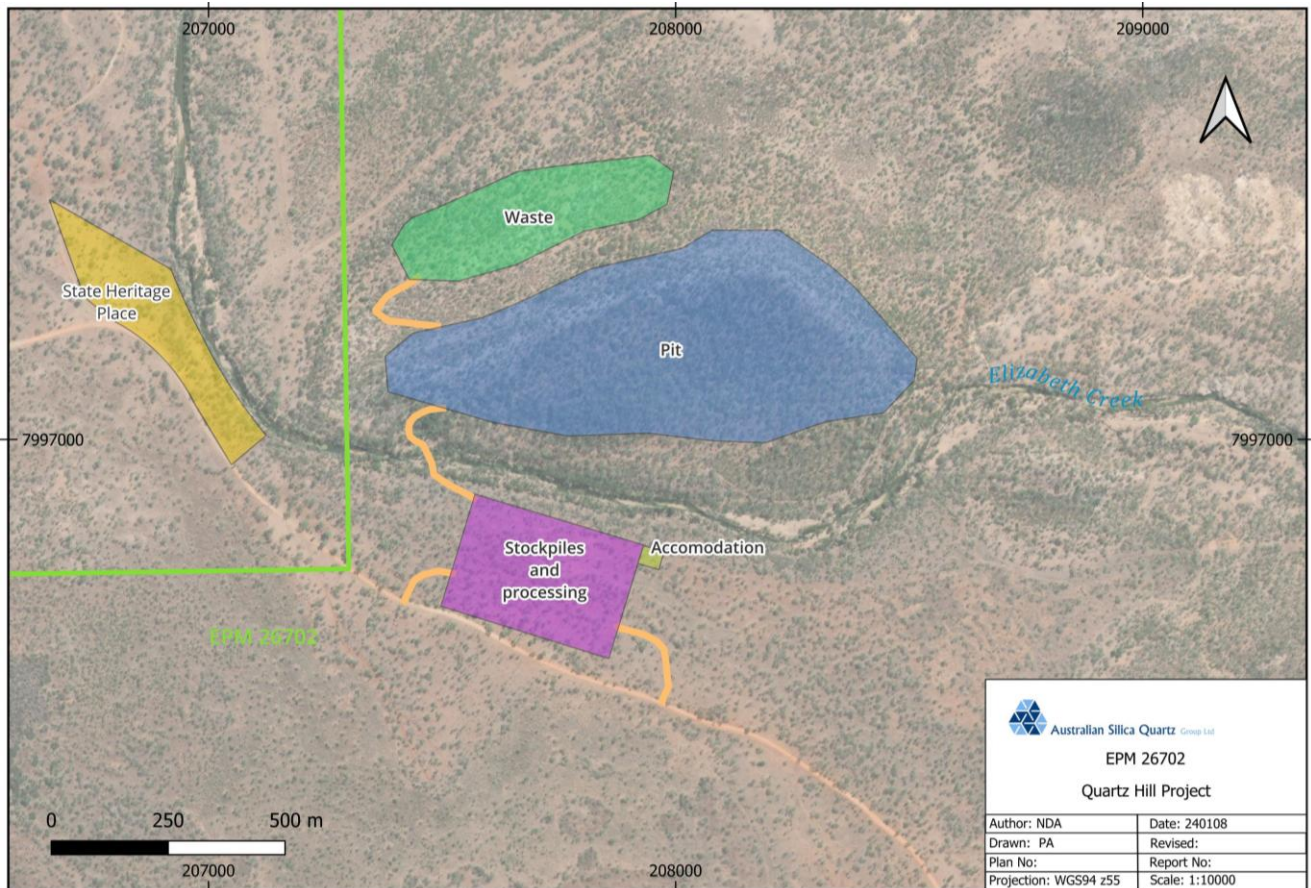 207000
208000
209000
Waste
State Heritage
Place
Pit
Elizabeth Creek
7997000
7997000
Stockpiles
and
processing
Accomodation
EPM 26702
0 250 500 m
207000
208000
Australian Silica Quartz Group Ltd
EPM 26702
Quartz Hill Project
Author: NDA
Date: 240108
Drawn: PA
Revised:
Plan No:
Report No:
Projection: WGS94 z55
Scale: 1:10000